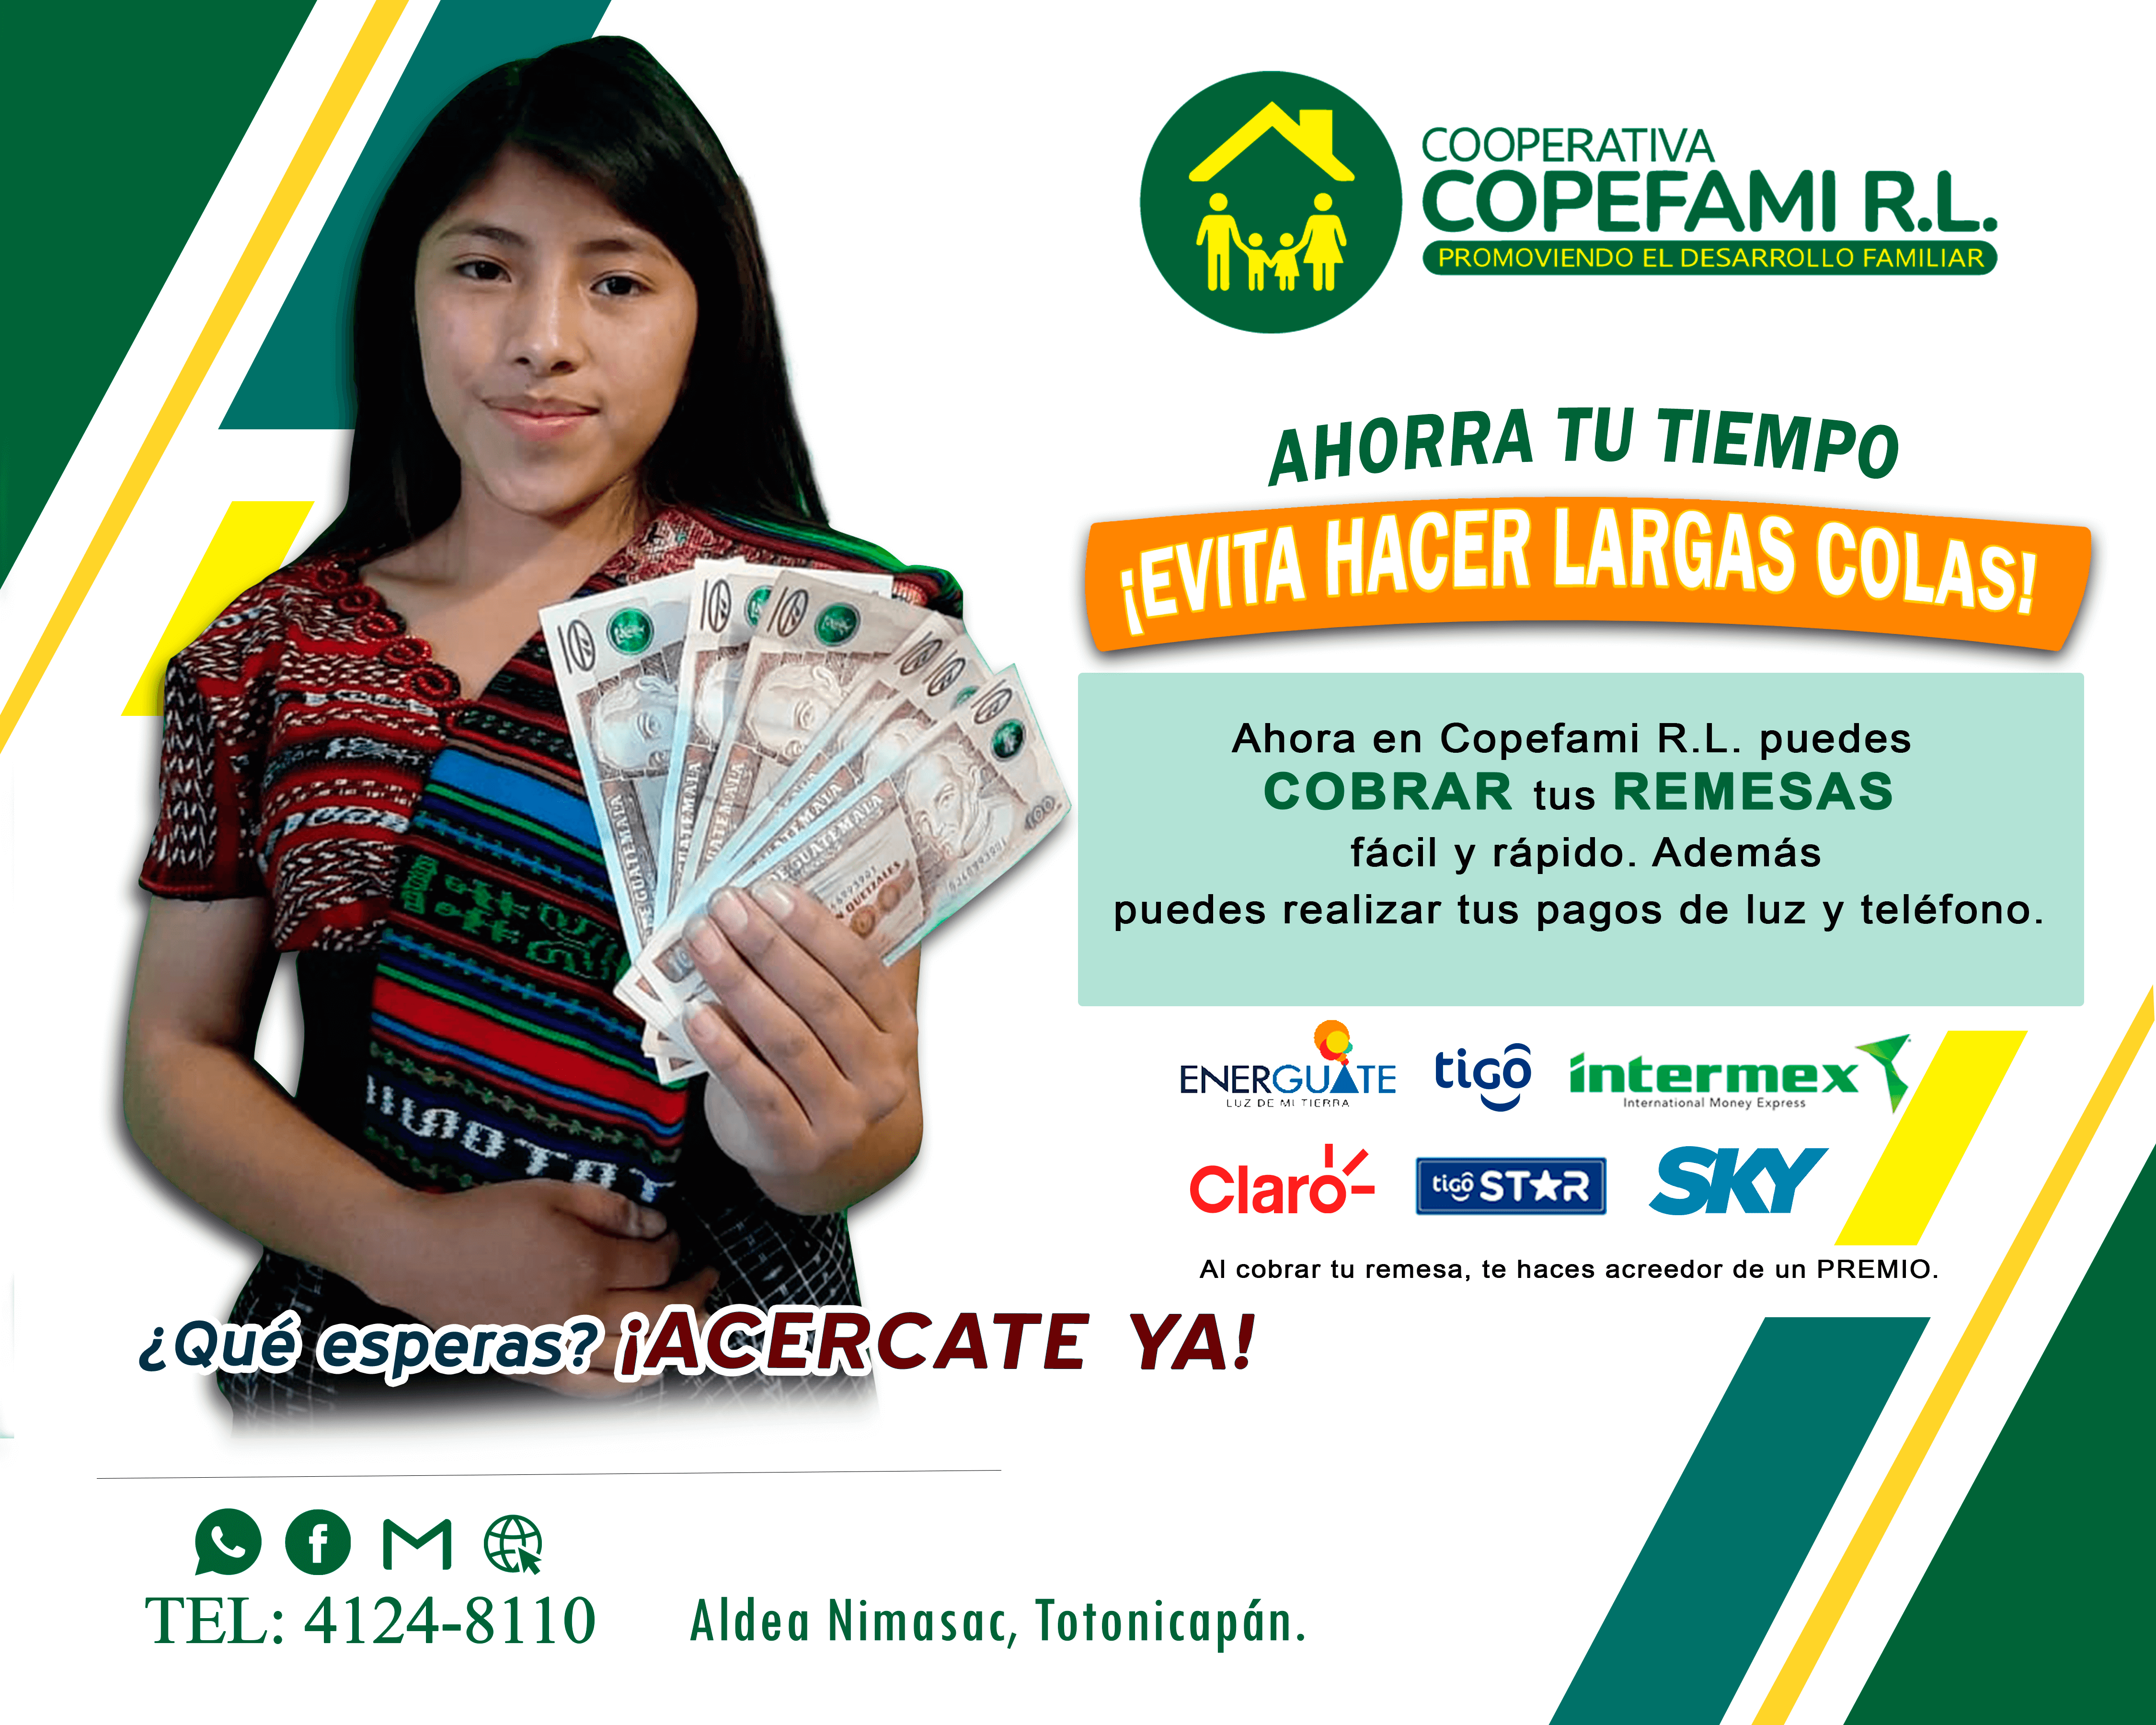 COOPERATIVA
COPEFAMI R.L.
PROMOVIENDO EL DESARROLLO FAMILIAR
AHORRA TU TIEMPO
¡EVITA HACER LARGAS COLAS!
Ahora en Copefami R.L. puedes
COBRAR tus REMESAS
fácil y rápido. Además
puedes realizar tus pagos de luz y teléfono.
ENERGUATE
LUZ DE MI TIERRA
tigo
intermex
International Money Express
Claro
tigo STAR
SKY
Al cobrar tu remesa, te haces acreedor de un PREMIO.
¿Qué esperas? ¡ACERCATE YA!
TEL: 4124-8110
Aldea Nimasac, Totonicapán.